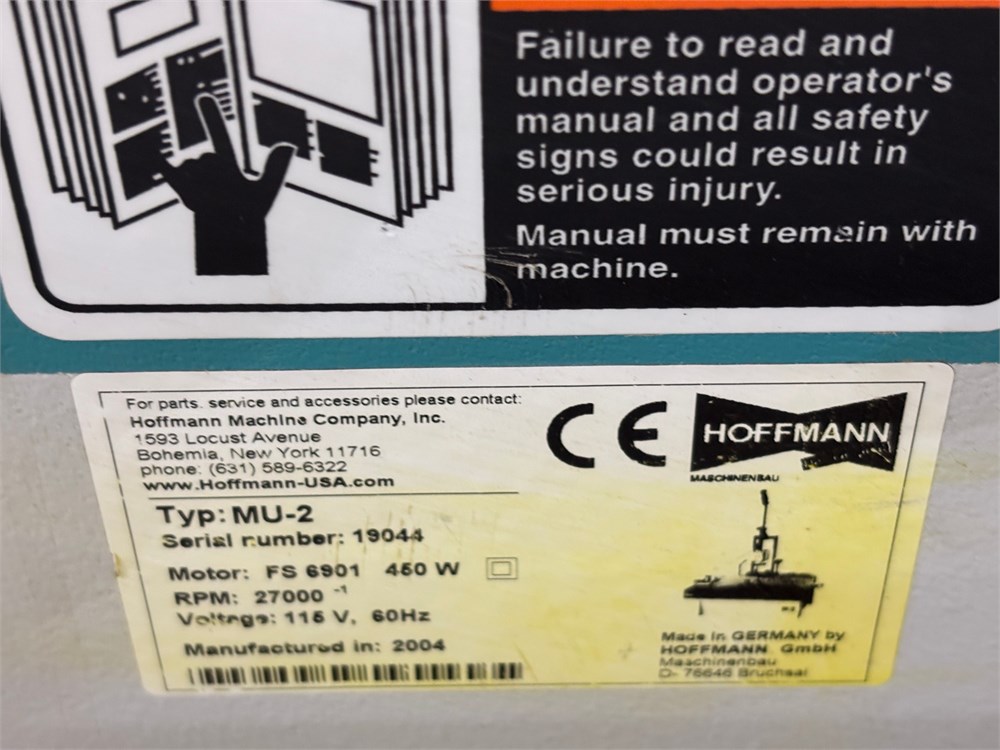 Failure to read and
understand operator's
manual and all safety
signs could result in
serious injury.
Manual must remain with
machine.
For parts. service and accessories please contact:
Hoffmann Machine Company, Inc.
1593 Locust Avenue
Bohemia, New York 11716
phone: (631) 589-6322
www.Hoffmann-USA.com
CE
HOFFMANN
MASCHINENBAU
Typ: MU-2
Serial number: 19044
Motor: FS 6901 450 W
RPM: 27000 -1
Voltage: 115 V, 60Hz
Manufactured in: 2004
Made in GERMANY by
HOFFMANN GmbH
Maschinenbau
D- 76646 Bruchsal